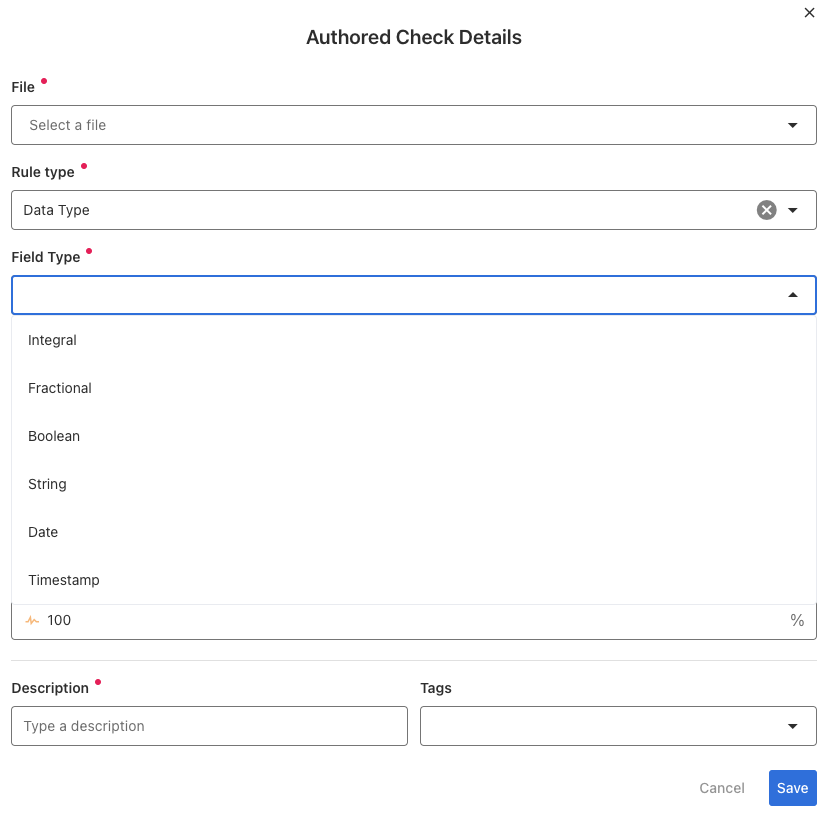 Authored Check Details
File
Select a file
Rule type
Data Type
Field Type
Integral
Fractional
Boolean
String
Date
Timestamp
100 %
Description Tags
Type a description
Cancel Save